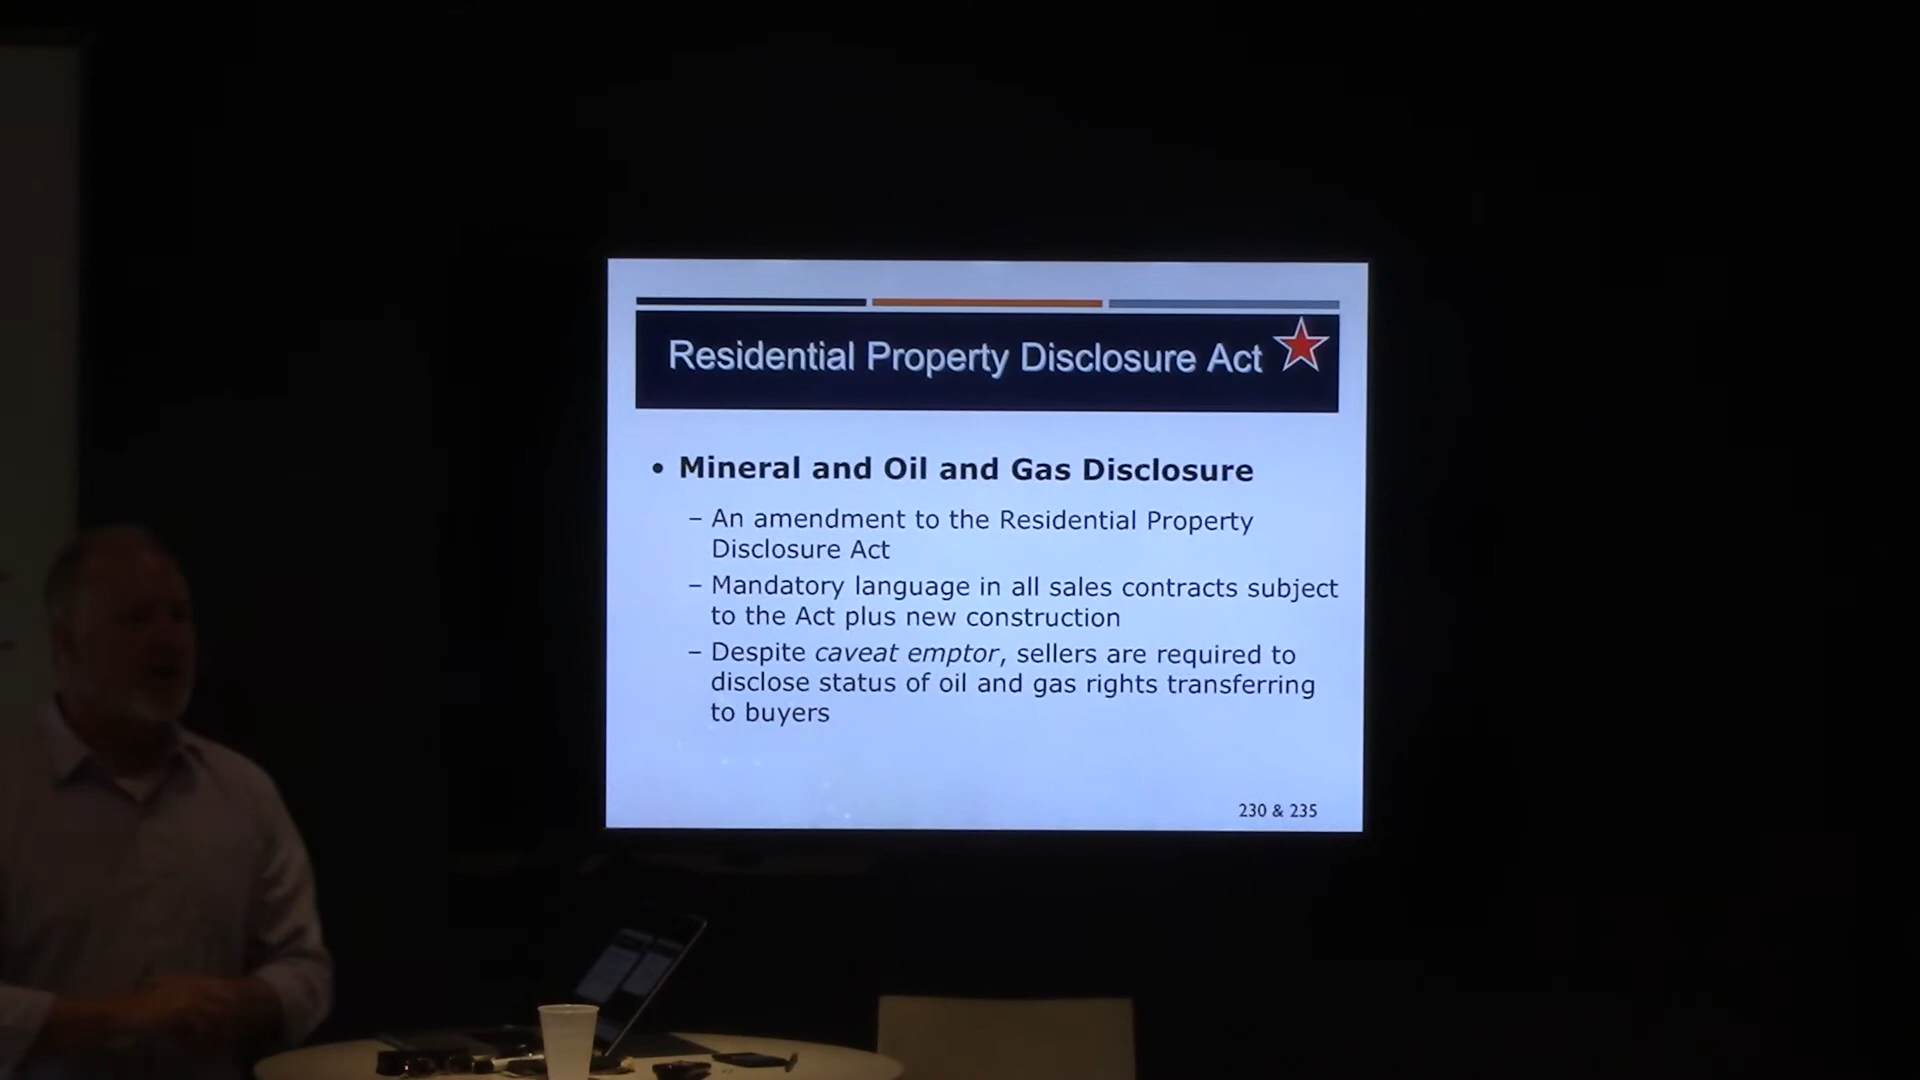 Residential Property Disclosure Act
• Mineral and Oil and Gas Disclosure
– An amendment to the Residential Property
Disclosure Act
– Mandatory language in all sales contracts subject
to the Act plus new construction
– Despite caveat emptor, sellers are required to
disclose status of oil and gas rights transferring
to buyers
230 & 235